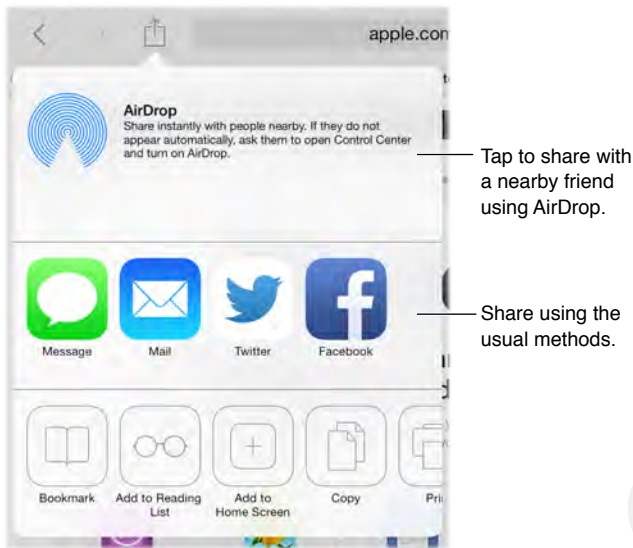 apple.com
AirDrop
Share instantly with people nearby. If they do not
appear automatically, ask them to open Control Center
and turn on AirDrop.
Tap to share with
a nearby friend
using AirDrop.
Message Mail Twitter Facebook
Share using the
usual methods.
Bookmark Add to Reading Add to Copy
List Home Screen